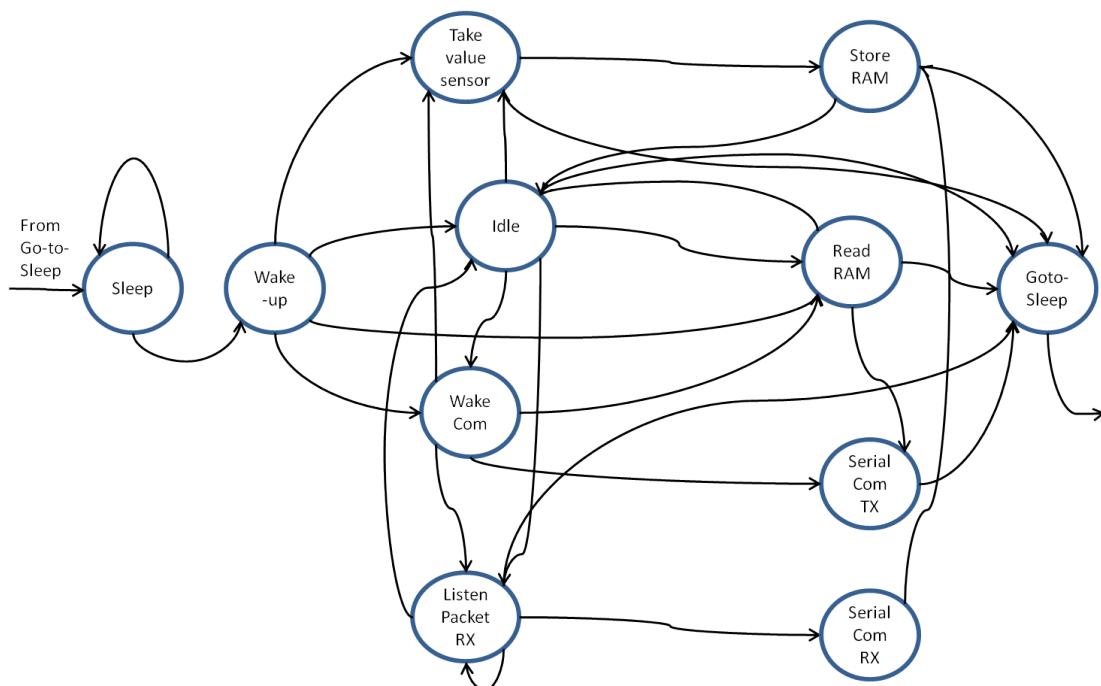 Take
value
sensor
Store
RAM
From
Go-to-
Sleep
Sleep
Wake
-up
Idle
Read
RAM
Goto-
Sleep
Wake
Com
Serial
Com
TX
Listen
Packet
RX
Serial
Com
RX